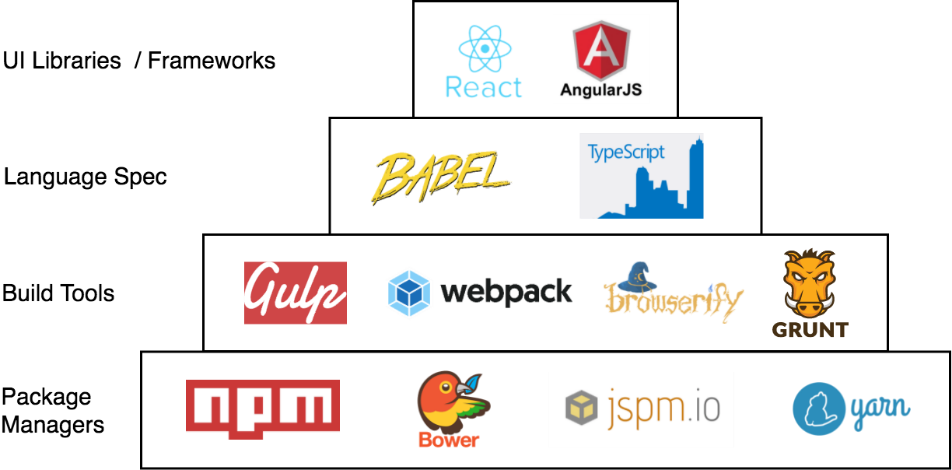 UI Libraries / Frameworks
React
AngularJS
Language Spec
BABEL
TypeScript
Build Tools
Gulp
webpack
browserify
GRUNT
Package
Managers
npm
Bower
jspm.io
yarn